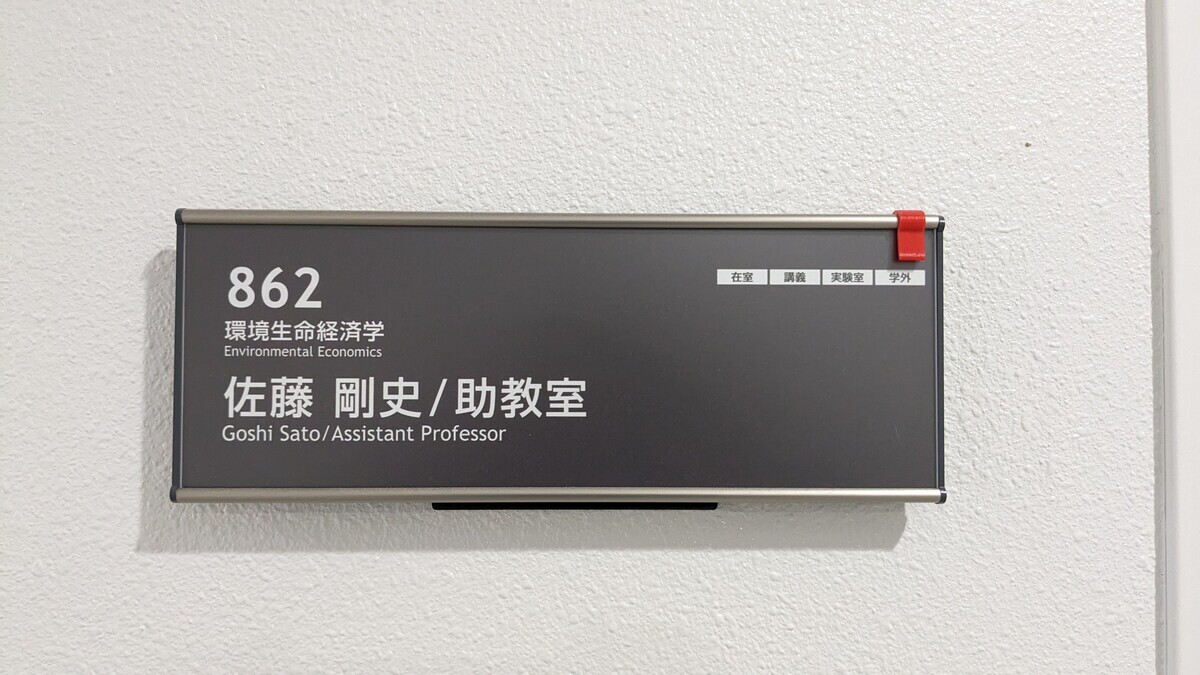 862
在室 講義 実験室 学外
環境生命経済学
Environmental Economics
佐藤 剛史/助教室
Goshi Sato/Assistant Professor